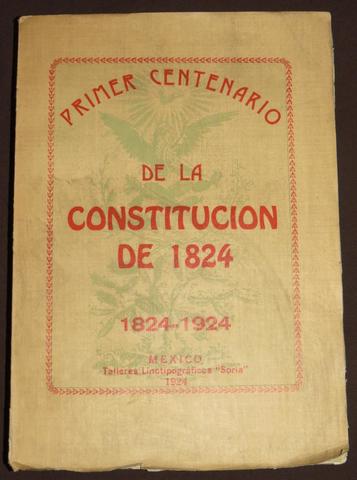 PRIMER CENTENARIO
DE LA
CONSTITUCION
DE 1824
1824-1924
MEXICO
Talleres Linotipográficos "Soria"
1924